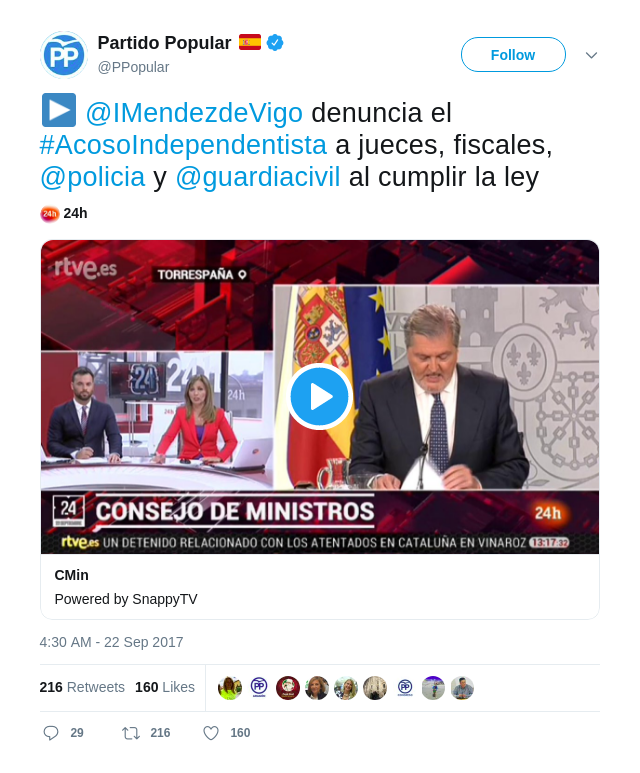 Partido Popular
@PPopular
Follow
@IMendezdeVigo denuncia el
#AcosoIndependentista a jueces, fiscales,
@policia y @guardiacivil al cumplir la ley
24h 24h
rtve.es
TORRESPAÑA
24
24h
24
CONSEJO DE MINISTROS
24h
rtve.es UN DETENIDO RELACIONADO CON LOS ATENTADOS EN CATALUÑA EN VINAROZ 13:17:32
CMin
Powered by SnappyTV
4:30 AM - 22 Sep 2017
216 Retweets 160 Likes
29 216 160